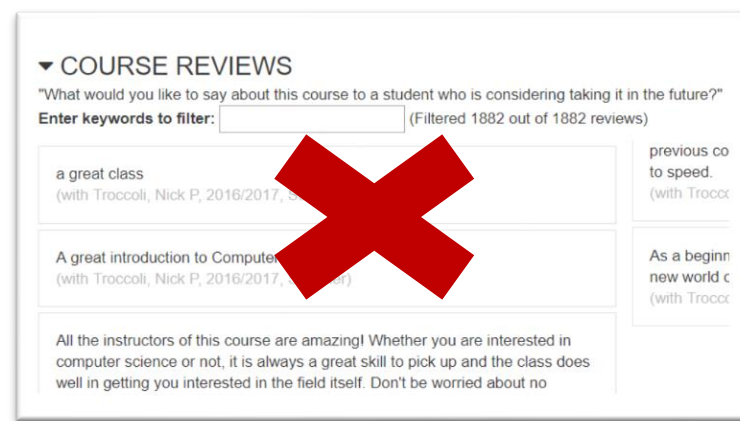 COURSE REVIEWS
"What would you like to say about this course to a student who is considering taking it in the future?"
Enter keywords to filter: (Filtered 1882 out of 1882 reviews)
a great class
(with Troccoli, Nick P, 2016/2017,
A great introduction to
(with Troccoli, Nick P, 2016/2017,
All the instructors of this course are amazing! Whether you are interested in
computer science or not, it is always a great skill to pick up and the class does
well in getting you interested in the field itself. Don't be worried about no
previous
to speed.
(with
As a
new world
(with